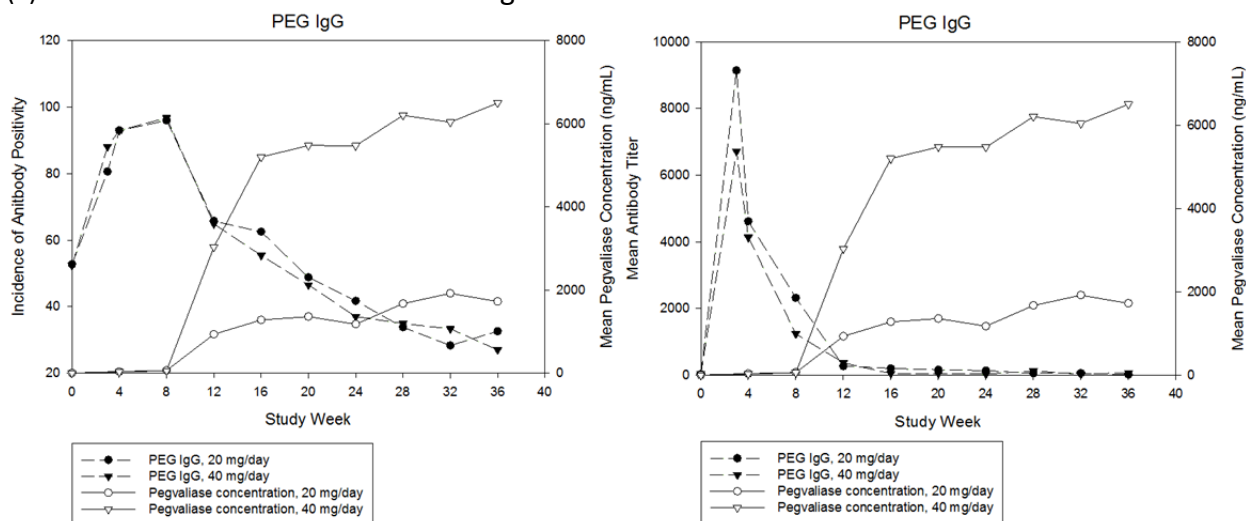 PEG IgG
Incidence of Anitbody Positivity
120
100
80
60
40
20
8000
6000
4000
2000
0
Mean Pegvaliase Concentration (ng/mL)
0 4 8 12 16 20 24 28 32 36 40
Study Week
PEG IgG, 20 mg/day
PEG IgG, 40 mg/day
Pegvaliase concentration, 20 mg/day
Pegvaliase concentration, 40 mg/day
PEG IgG
Mean Antibody Titer
10000
8000
6000
4000
2000
0
8000
6000
4000
2000
0
Mean Pegvaliase Concentration (ng/mL)
0 4 8 12 16 20 24 28 32 36 40
Study Week
PEG IgG, 20 mg/day
PEG IgG, 40 mg/day
Pegvaliase concentration, 20 mg/day
Pegvaliase concentration, 40 mg/day